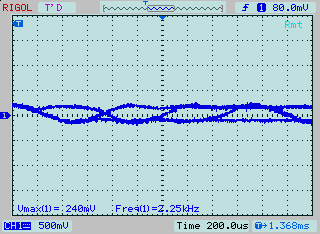 RIGOL T'D 1 80.0mV
T
Rmt
1
Vmax(1)= 240mV Freq(1)=2.25kHz
CH1 500mV Time 200.0us T→1.368ms